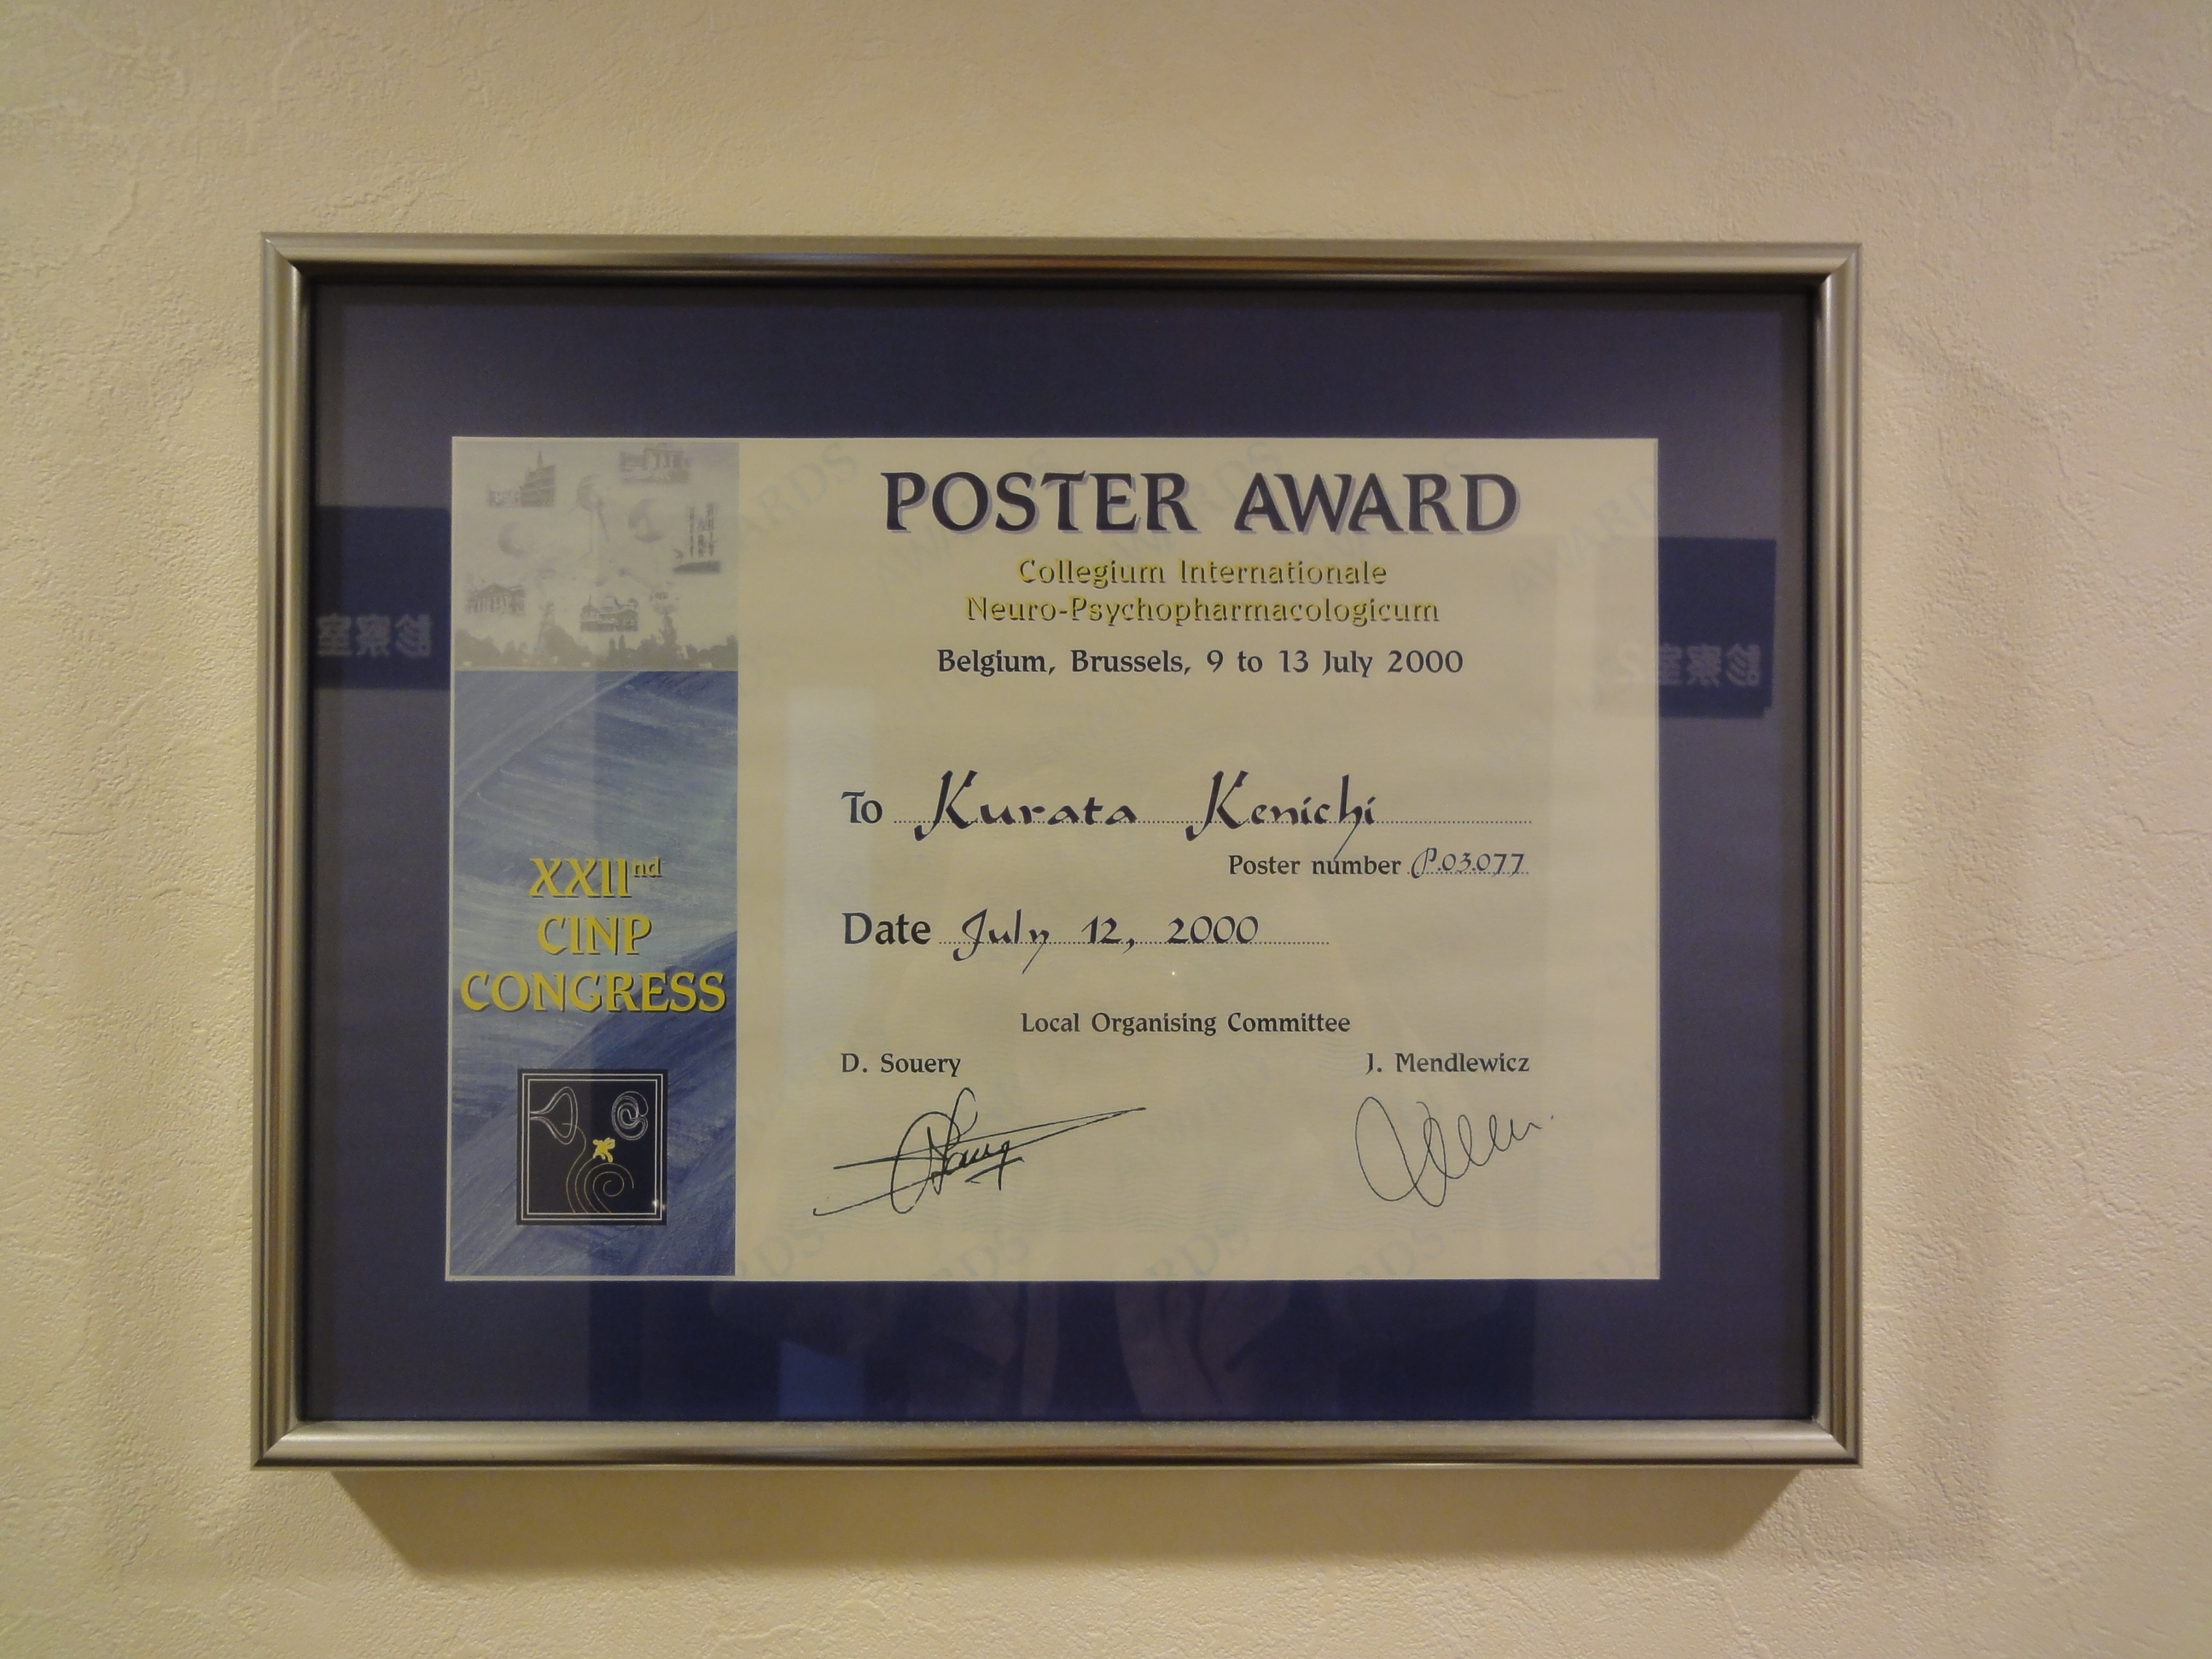 POSTER AWARD
Collegium Internationale
Neuro-Psychopharmacologicum
Belgium, Brussels, 9 to 13 July 2000
To Kurata Kenichi
Poster number P.03.077
Date July 12, 2000
Local Organising Committee
D. Souery J. Mendlewicz
XXIInd
CINP
CONGRESS
診察室
診察室2
AWARDS